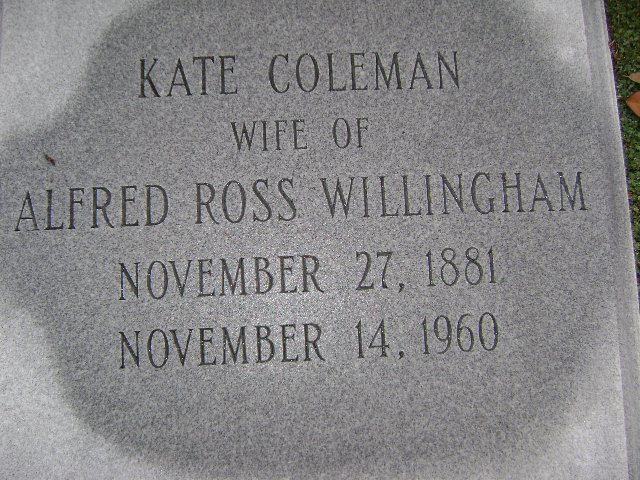 KATE COLEMAN
WIFE OF
ALFRED ROSS WILLINGHAM
NOVEMBER 27, 1881
NOVEMBER 14, 1960